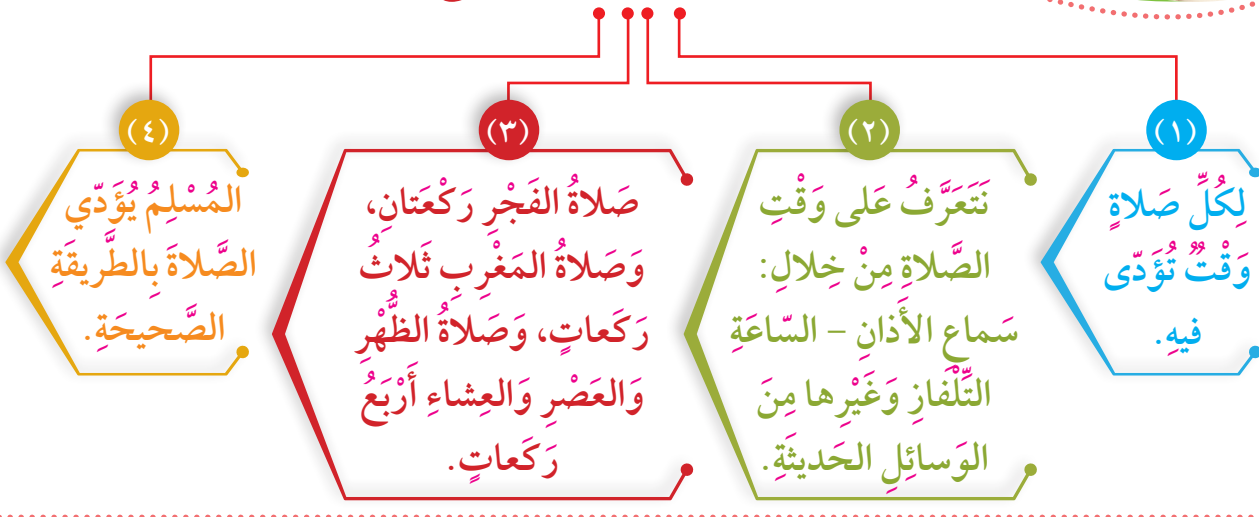 (١)
لِكُلِّ صَلاةٍ
وَقْتٌ تُؤَدّى
فيهِ.
(٢)
نَتَعَرَّفُ عَلى وَقْتِ
الصَّلاةِ مِنْ خِلالِ:
سَماعِ الأَذانِ – السّاعَةِ
التِّلْفازِ وَغَيْرِها مِنَ
الوَسائِلِ الحَديثَةِ.
(٣)
صَلاةُ الفَجْرِ رَكْعَتانِ،
وَصَلاةُ المَغْرِبِ ثَلاثُ
رَكَعاتٍ، وَصَلاةُ الظُّهْرِ
وَالعَصْرِ وَالعِشاءِ أَرْبَعُ
رَكَعاتٍ.
(٤)
المُسْلِمُ يُؤَدّي
الصَّلاةَ بِالطَّريقَةِ
الصَّحيحَةِ.